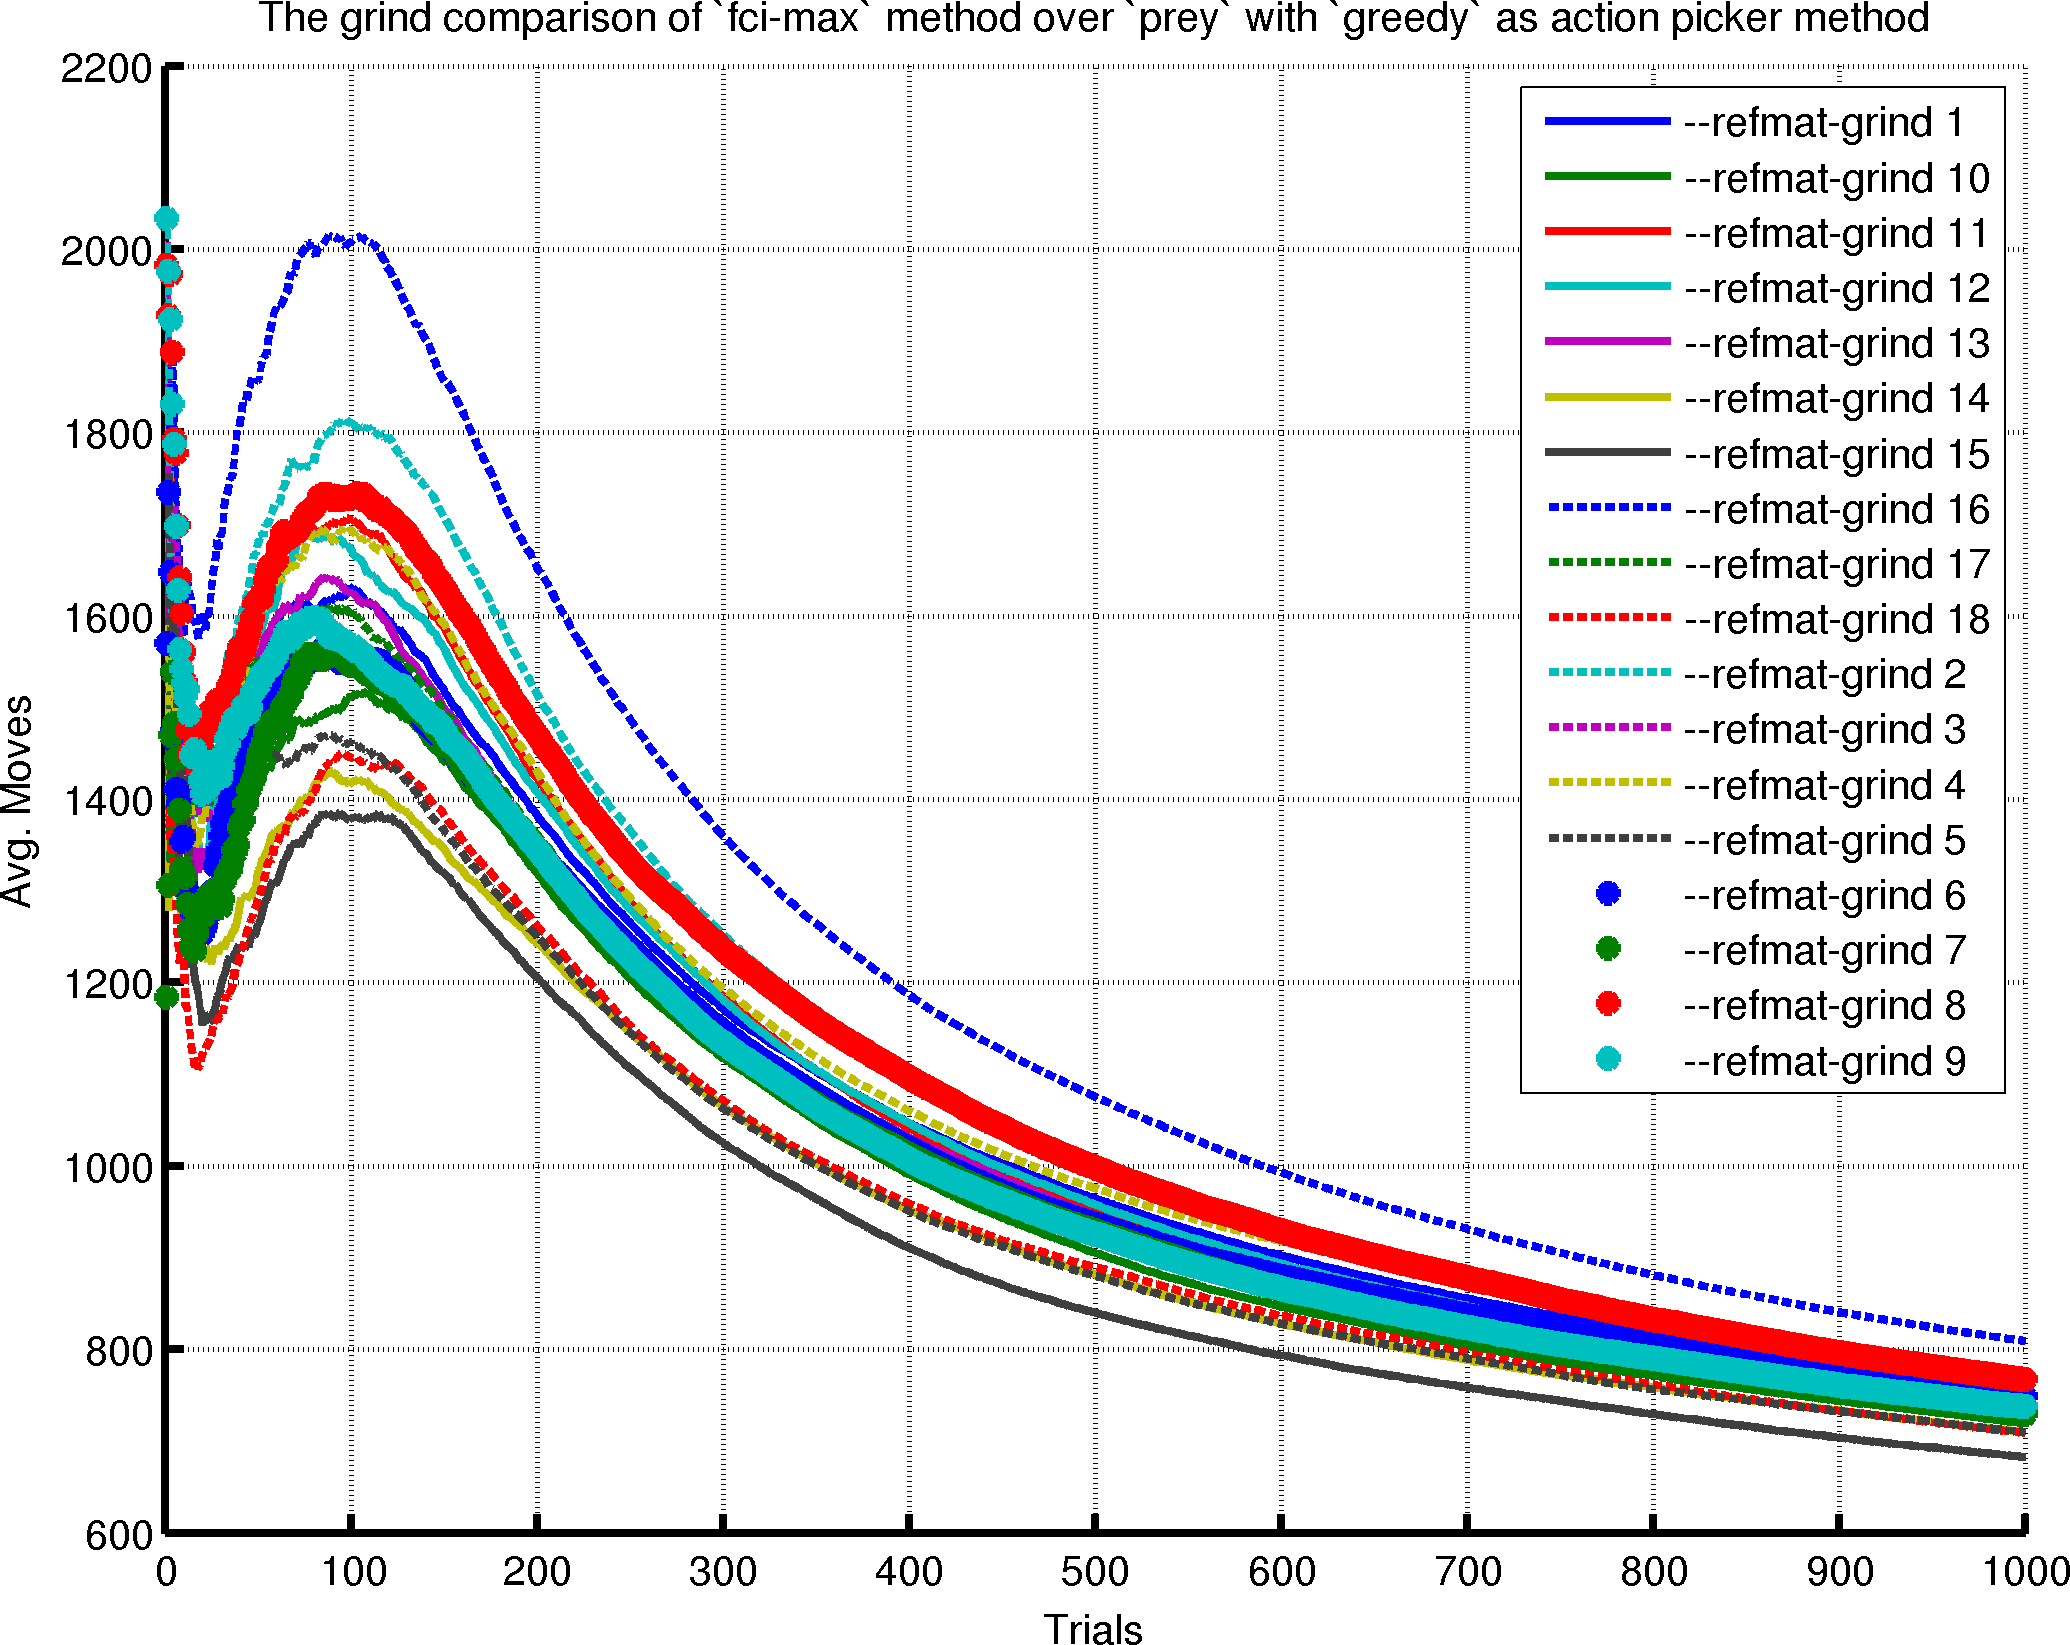 The grind comparison of `fci-max` method over `prey` with `greedy` as action picker method
2200
2000
1800
1600
1400
1200
1000
800
600
Avg. Moves
--refmat-grind 1
--refmat-grind 10
--refmat-grind 11
--refmat-grind 12
--refmat-grind 13
--refmat-grind 14
--refmat-grind 15
--refmat-grind 16
--refmat-grind 17
--refmat-grind 18
--refmat-grind 2
--refmat-grind 3
--refmat-grind 4
--refmat-grind 5
--refmat-grind 6
--refmat-grind 7
--refmat-grind 8
--refmat-grind 9
0 100 200 300 400 500 600 700 800 900 1000
Trials